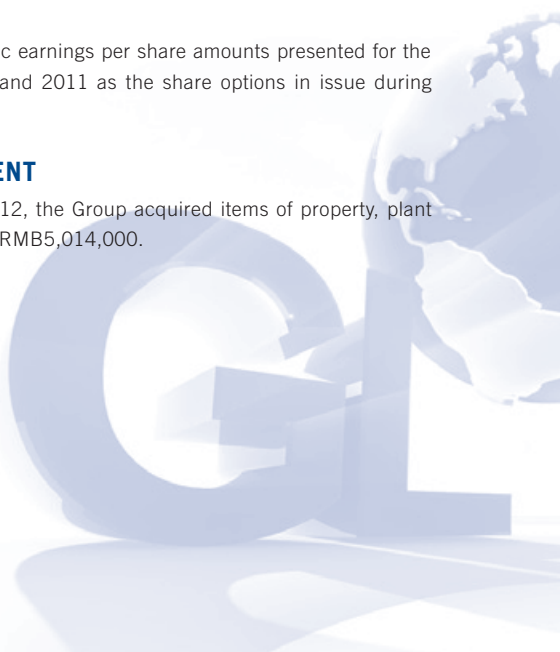 c earnings per share amounts presented for the
and 2011 as the share options in issue during
ENT
12, the Group acquired items of property, plant
RMB5,014,000.
GL